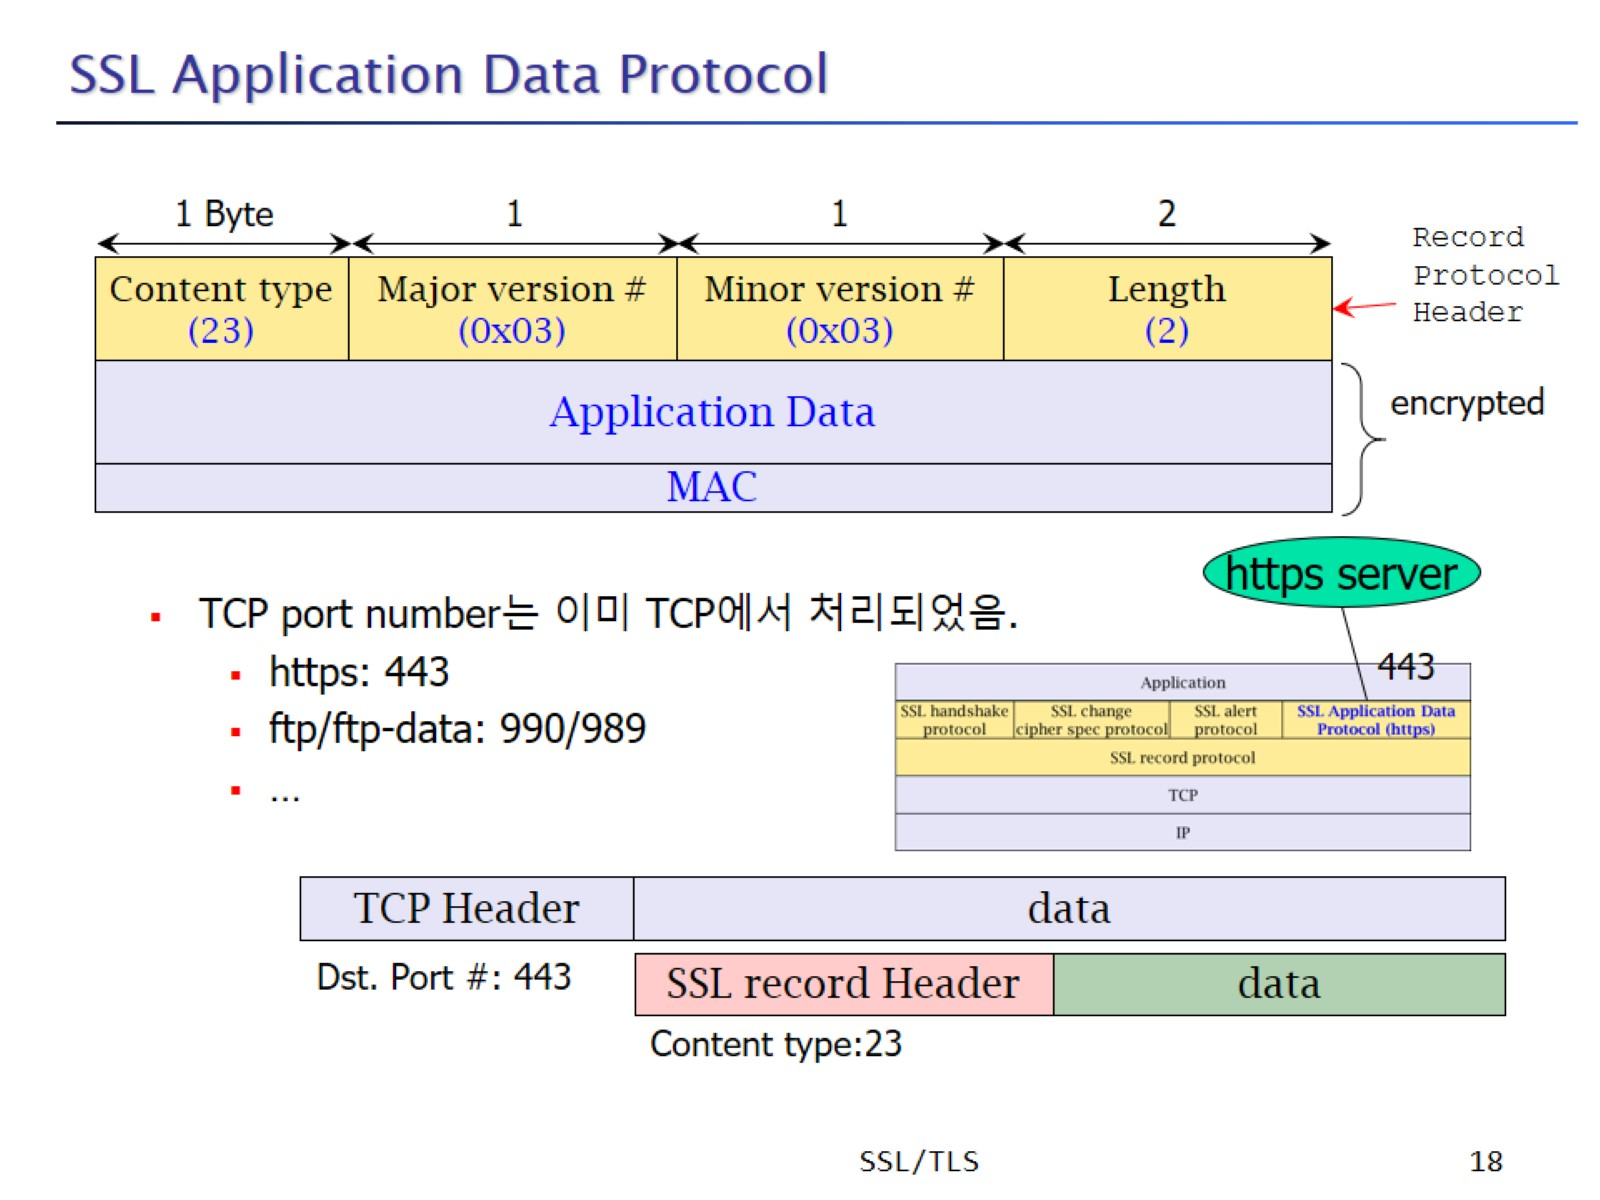 SSL Application Data Protocol
1 Byte 1 1 2
Record
Protocol
Header
Content type Major version # Minor version # Length
(23) (0x03) (0x03) (2)
Application Data
encrypted
MAC
https server
▪ TCP port number는 이미 TCP에서 처리되었음.
▪ https: 443
▪ ftp/ftp-data: 990/989
▪ ...
443
Application
SSL handshake
protocol
SSL change
cipher spec protocol
SSL alert
protocol
SSL Application Data
Protocol (https)
SSL record protocol
TCP
IP
TCP Header data
Dst. Port #: 443
SSL record Header data
Content type:23
SSL/TLS 18